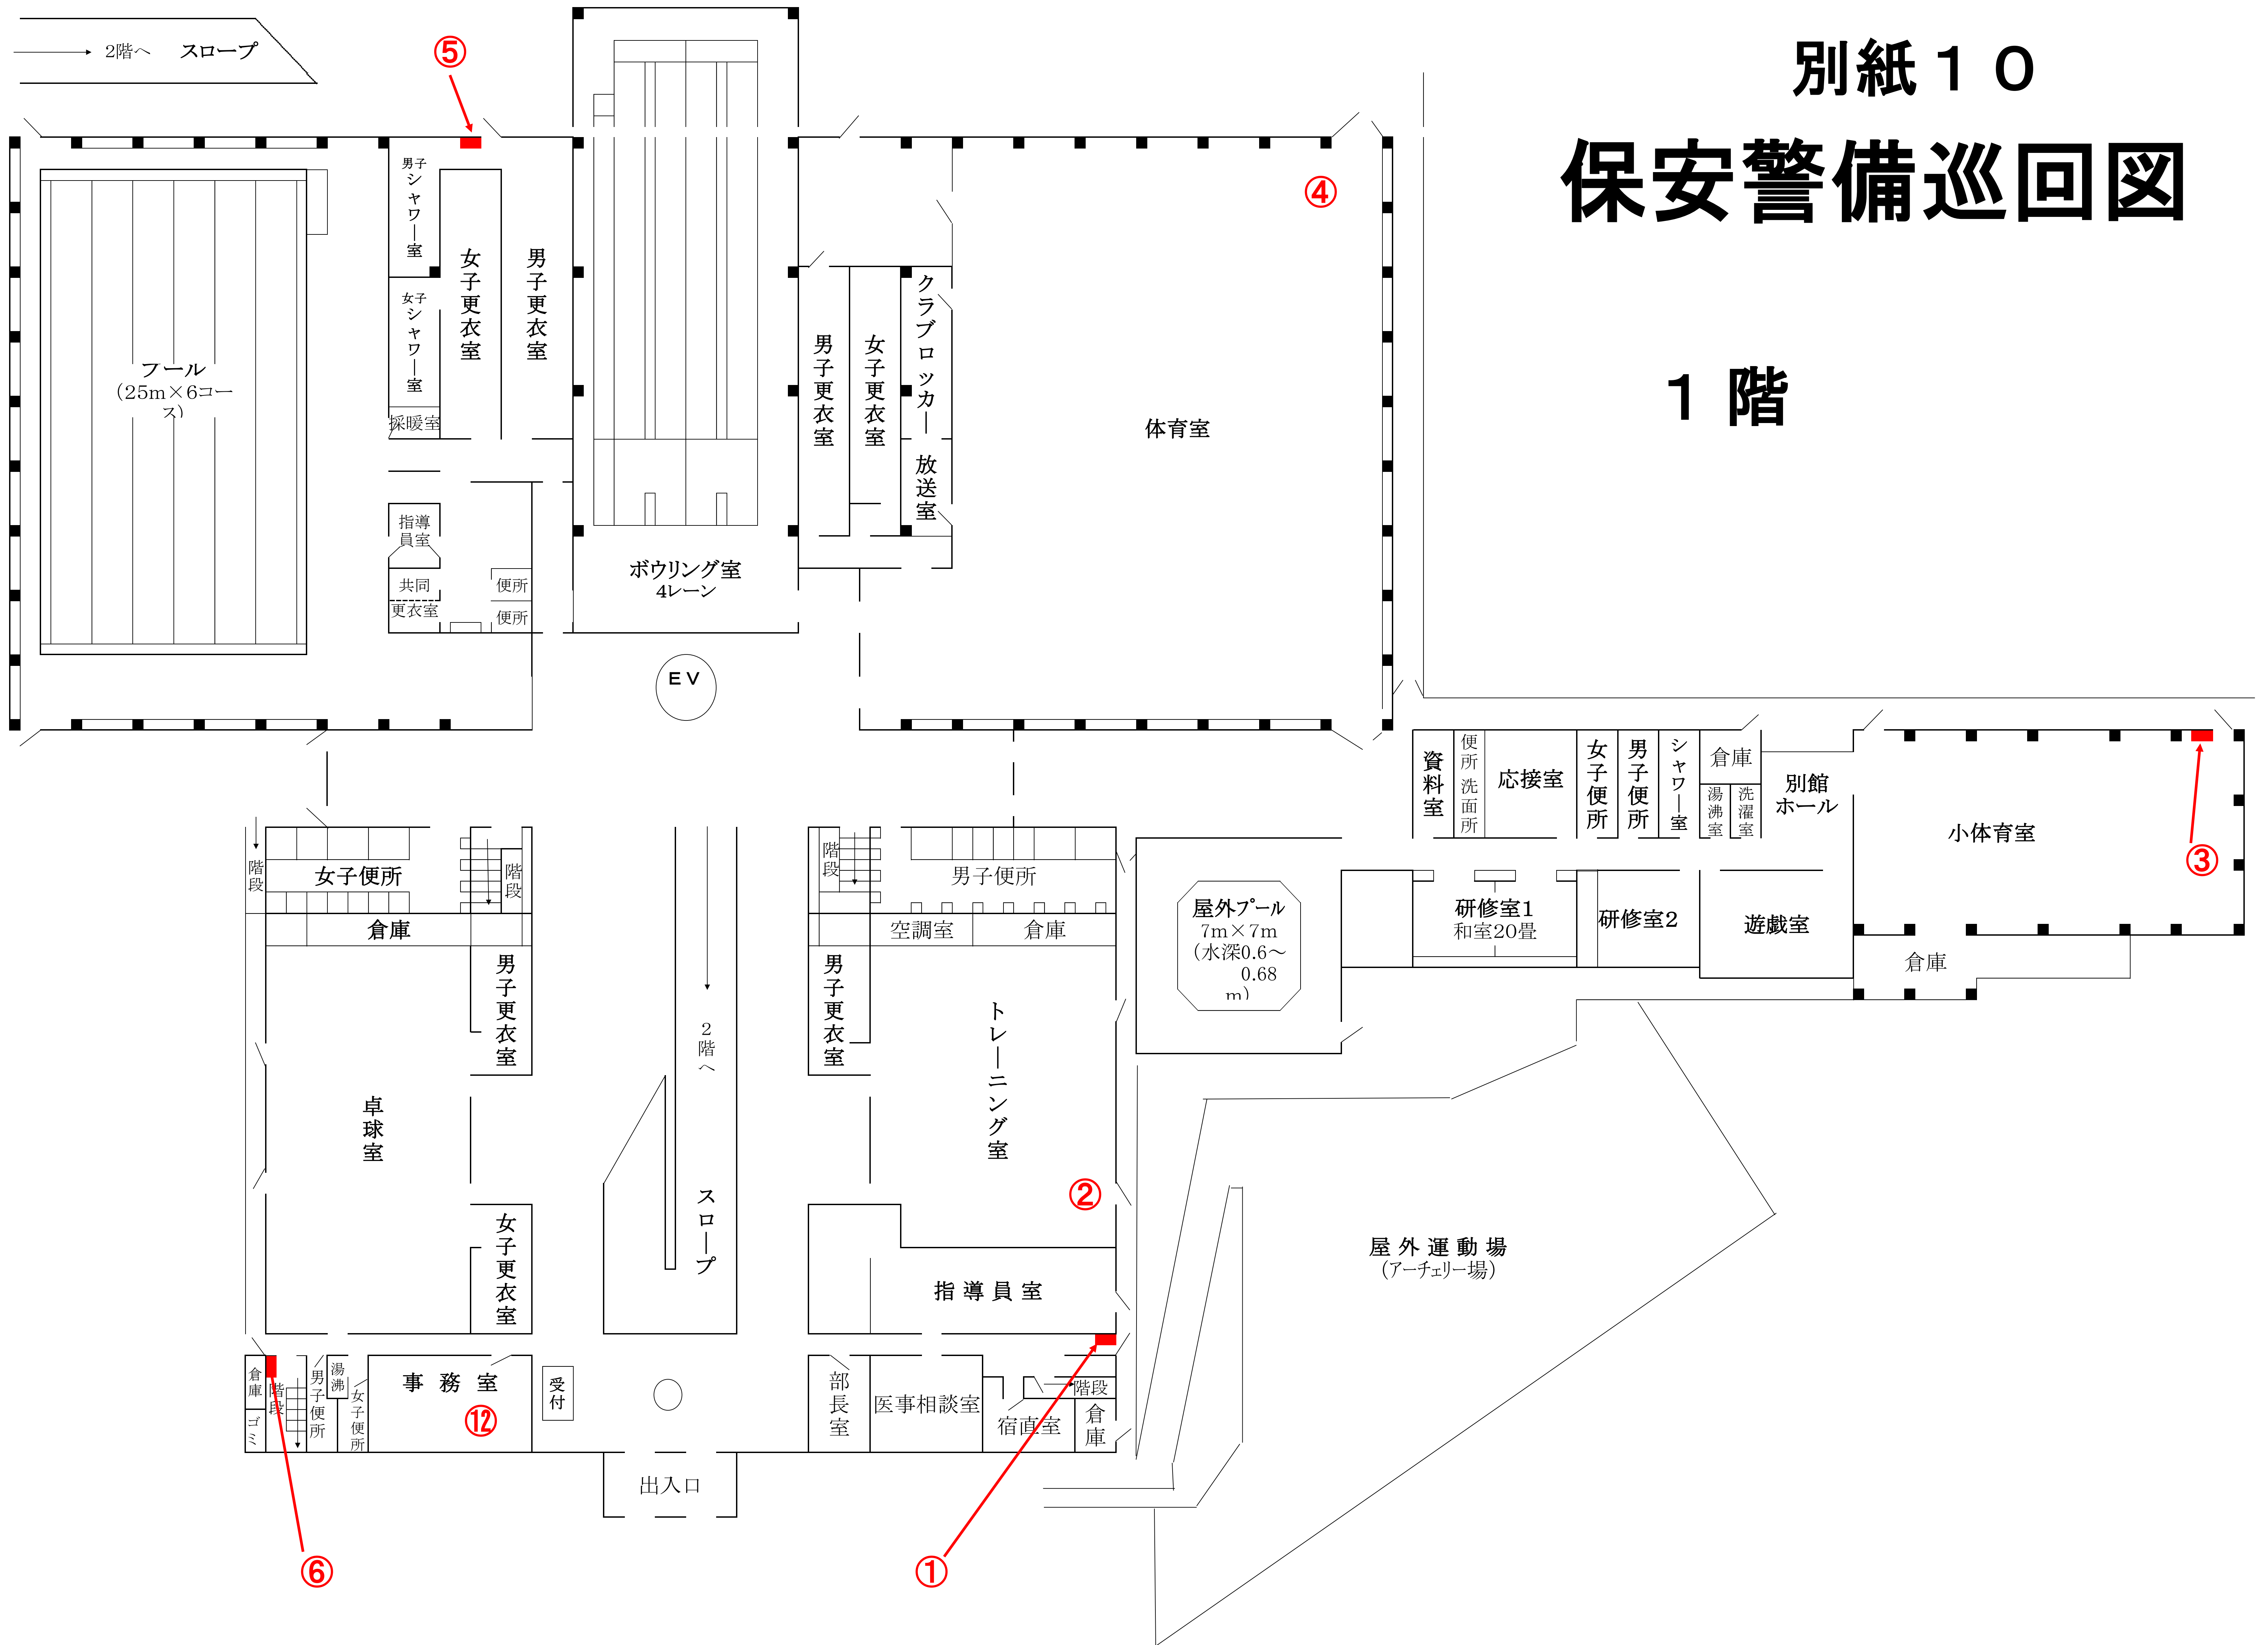 別紙１０
保安警備巡回図
１階
2階へ　スロープ
⑤
④
男子シャワー室
女子シャワー室
採暖室
女子更衣室
男子更衣室
プール
(25m×6コー
ス)
指導
員室
共同
更衣室
便所
便所
ボウリング室
4レーン
ＥＶ
男子更衣室
女子更衣室
クラブロッカー
放送室
体育室
資料室
便所
洗面所
応接室
女子便所
男子便所
シャワー室
倉庫
湯沸室
洗濯室
別館
ホール
小体育室
③
研修室1
和室20畳
研修室2
遊戯室
倉庫
屋外プール
7m×7m
(水深0.6～
0.68
m)
階段
女子便所
階段
倉庫
男子更衣室
卓球室
女子更衣室
2階へ
スロープ
階段
男子便所
空調室
倉庫
男子更衣室
トレーニング室
②
指導員室
屋外運動場
(アーチェリー場)
倉庫
ゴミ
階段
男子便所
湯沸
女子便所
事務室
⑫
受付
部長室
医事相談室
宿直室
階段
倉庫
出入口
⑥
①